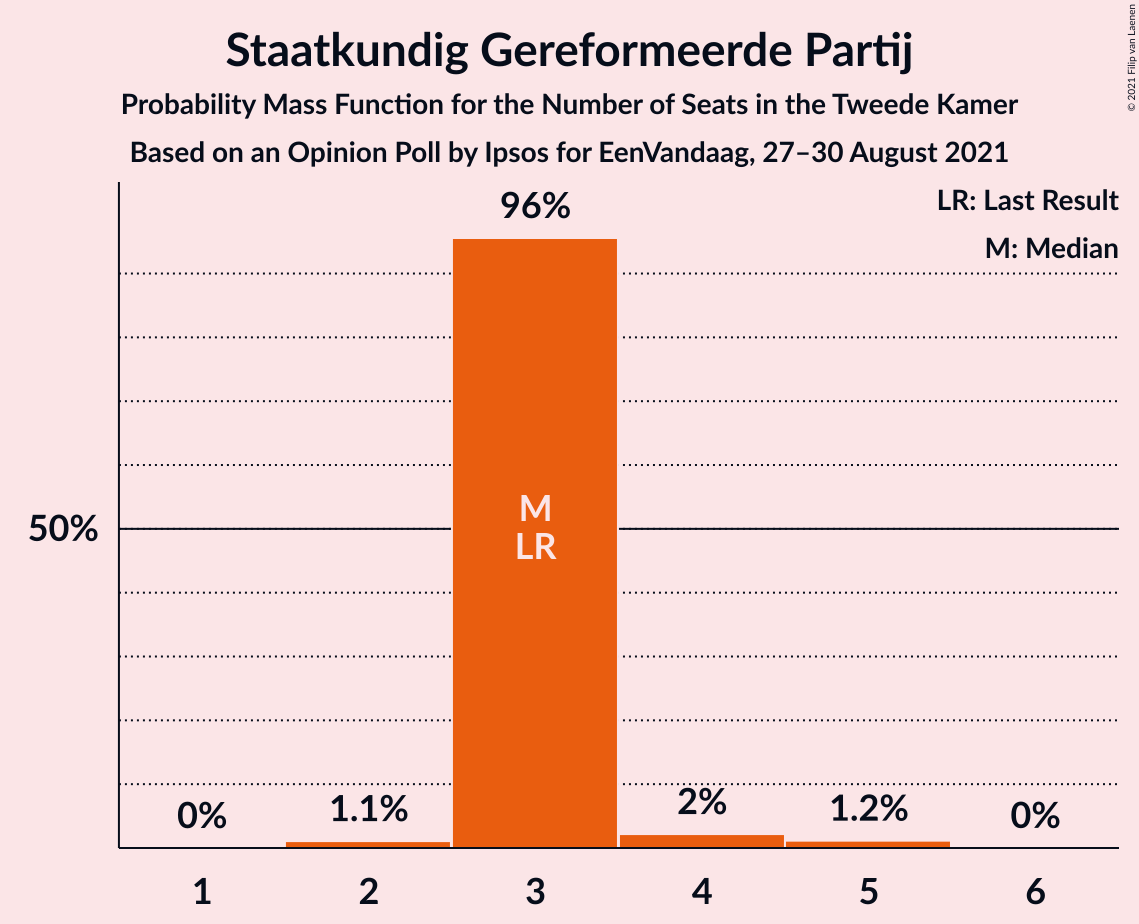 Staatkundig Gereformeerde Partij
Probability Mass Function for the Number of Seats in the Tweede Kamer
Based on an Opinion Poll by Ipsos for EenVandaag, 27–30 August 2021
© 2021 Filip van Laenen
LR: Last Result
M: Median
96%
M
LR
50%
0%
1.1%
2%
1.2%
0%
1
2
3
4
5
6